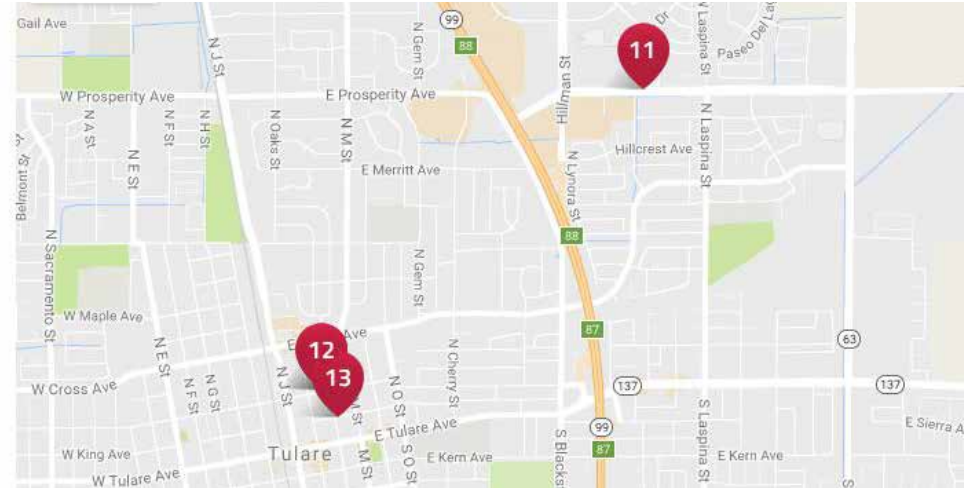 Gail Ave
N J St
N Gem St
99
88
Hillman St
11
Dr
W Laspina St
Paseo Del La
W Prosperity Ave
E Prosperity Ave
N A St
N F St
N H St
N Oaks St
N M St
N E St
Belmont St
St
E Merritt Ave
Hillcrest Ave
N Laspina St
N Lynora St
88
N Sacramento St
N Gem St
W Maple Ave
87
63
E
Ave
12
13
N E St
N F St
N G St
N J St
M St
N O St
N Cherry St
W Cross Ave
137
137
E Tulare Ave
99
87
S Blacks
S Laspina St
E Sierra A
W King Ave
Tulare
M St
S O St
E Kern Ave
E Kern Ave
W Tulare Ave
S